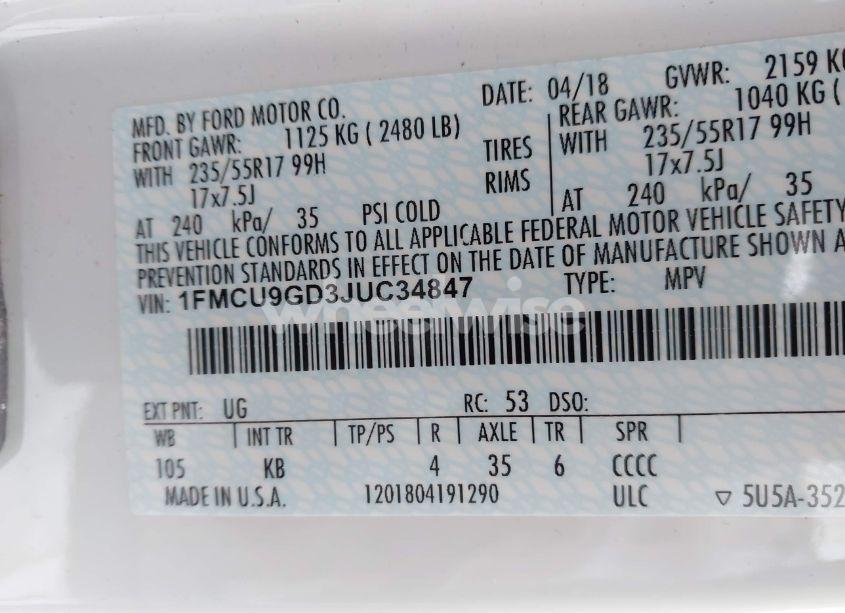 MFD. BY FORD MOTOR CO. DATE: 04/18 GVWR: 2159 KG
FRONT GAWR: 1125 KG ( 2480 LB) REAR GAWR: 1040 KG (
WITH 235/55R17 99H TIRES WITH 235/55R17 99H
17x7.5J RIMS 17x7.5J
AT 240 kPa/ 35 PSI COLD AT 240 kPa/ 35
THIS VEHICLE CONFORMS TO ALL APPLICABLE FEDERAL MOTOR VEHICLE SAFETY
PREVENTION STANDARDS IN EFFECT ON THE DATE OF MANUFACTURE SHOWN A
VIN: 1FMCU9GD3JUC34847 TYPE: MPV
wheelwise
EXT PNT: UG RC: 53 DSO:
WB INT TR TP/PS R AXLE TR SPR
105 KB 4 35 6 CCCC
MADE IN U.S.A. 1201804191290 ULC ▽ 5U5A-352